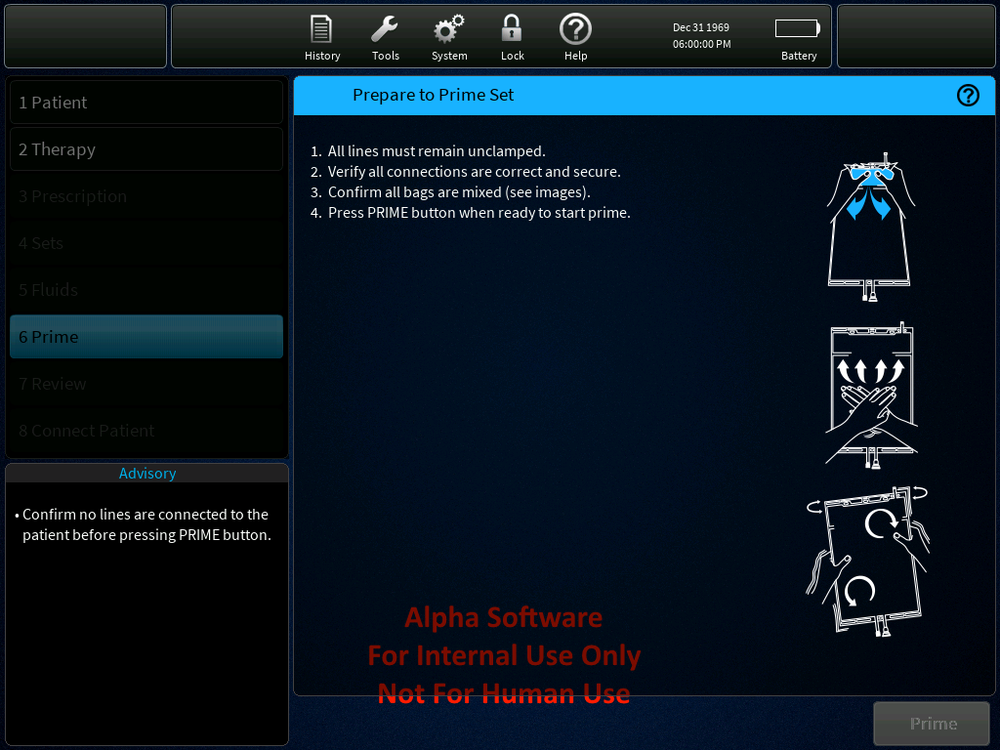 History
Tools
System
Lock
Help
Dec 31 1969
06:00:00 PM
Battery
1 Patient
2 Therapy
3 Prescription
4 Sets
5 Fluids
6 Prime
7 Review
8 Connect Patient
Advisory
• Confirm no lines are connected to the
patient before pressing PRIME button.
Prepare to Prime Set
1. All lines must remain unclamped.
2. Verify all connections are correct and secure.
3. Confirm all bags are mixed (see images).
4. Press PRIME button when ready to start prime.
Alpha Software
For Internal Use Only
Not For Human Use
Prime